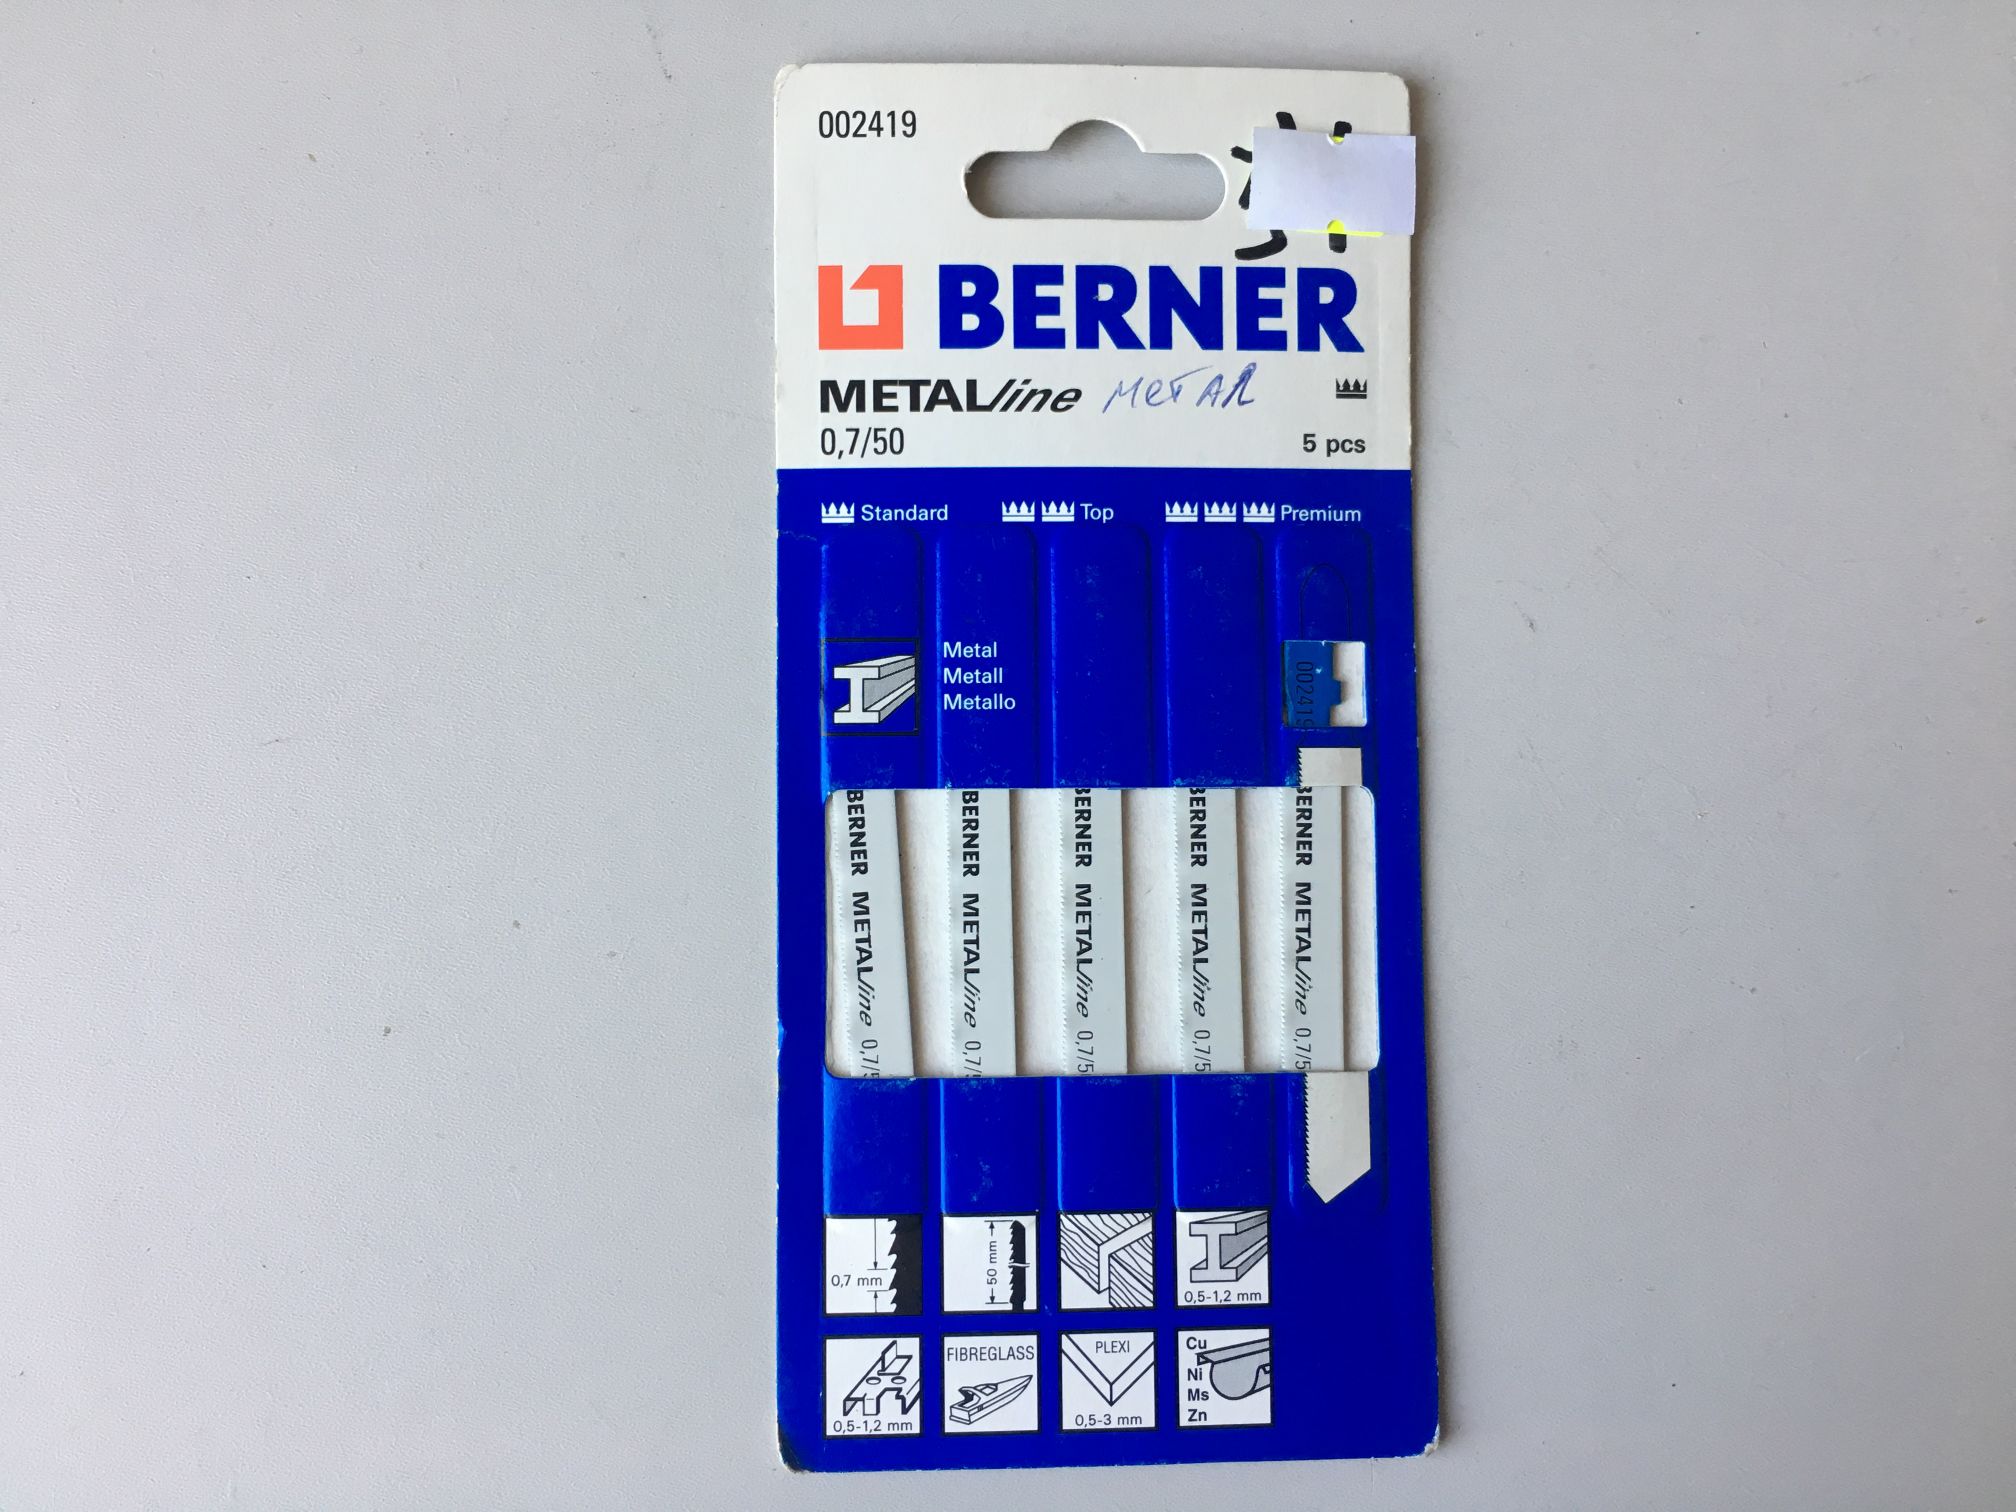 002419
BERNER
METALline METAL
0,7/50
5 pcs
Standard Top Premium
Metal
Metall
Metallo
002419
BERNER METALline 0,7/5
BERNER METALline 0,7/5
BERNER METALline 0,7/5
BERNER METALline 0,7/5
BERNER METALline 0,7/5
0,7 mm
50 mm
0,5-1,2 mm
0,5-1,2 mm
FIBREGLASS
PLEXI
0,5-3 mm
Cu
Ni
Ms
Zn